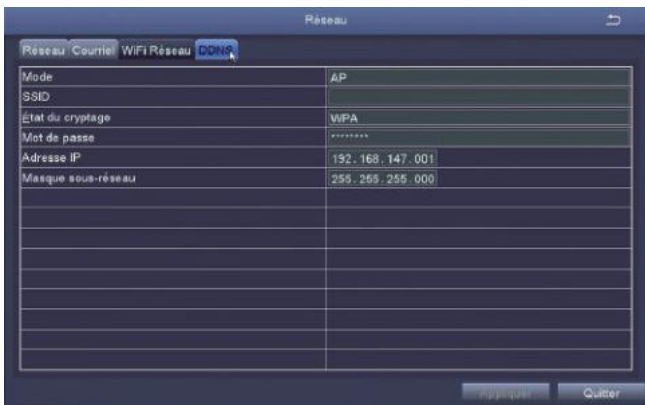 Réseau
Réseau Courriel WiFi Réseau DDNS
Mode AP
SSID
État du cryptage WPA
Mot de passe ********
Adresse IP 192.168.147.001
Masque sous-réseau 255.255.255.000
Appliquer Quitter